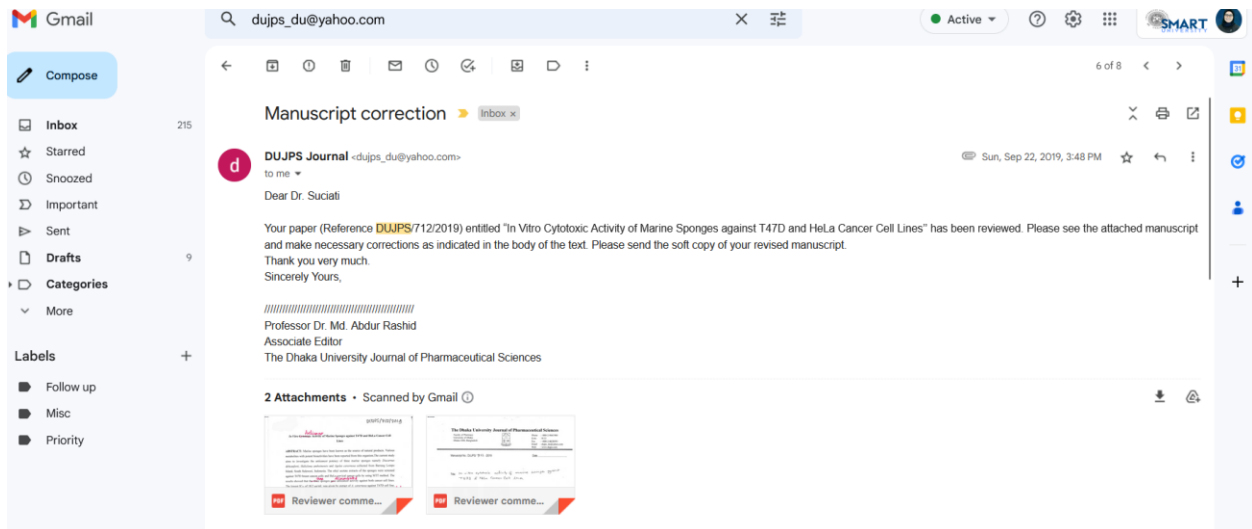 Gmail
dujps_du@yahoo.com
Active
SMART
UNIVERSITY
Compose
6 of 8
31
Manuscript correction
Inbox ×
Inbox 215
Starred
Snoozed
Important
Sent
Drafts 9
Categories
More
Labels
Follow up
Misc
Priority
d
DUJPS Journal <dujps_du@yahoo.com>
Sun, Sep 22, 2019, 3:48 PM
to me
Dear Dr. Suciati
Your paper (Reference DUJPS/712/2019) entitled "In Vitro Cytotoxic Activity of Marine Sponges against T47D and HeLa Cancer Cell Lines" has been reviewed. Please see the attached manuscript
and make necessary corrections as indicated in the body of the text. Please send the soft copy of your revised manuscript.
Thank you very much.
Sincerely Yours,
//////////////////////////////////////////////////
Professor Dr. Md. Abdur Rashid
Associate Editor
The Dhaka University Journal of Pharmaceutical Sciences
2 Attachments • Scanned by Gmail
The Dhaka University Journal of Pharmaceutical Sciences
PDF Reviewer comme...
PDF Reviewer comme...